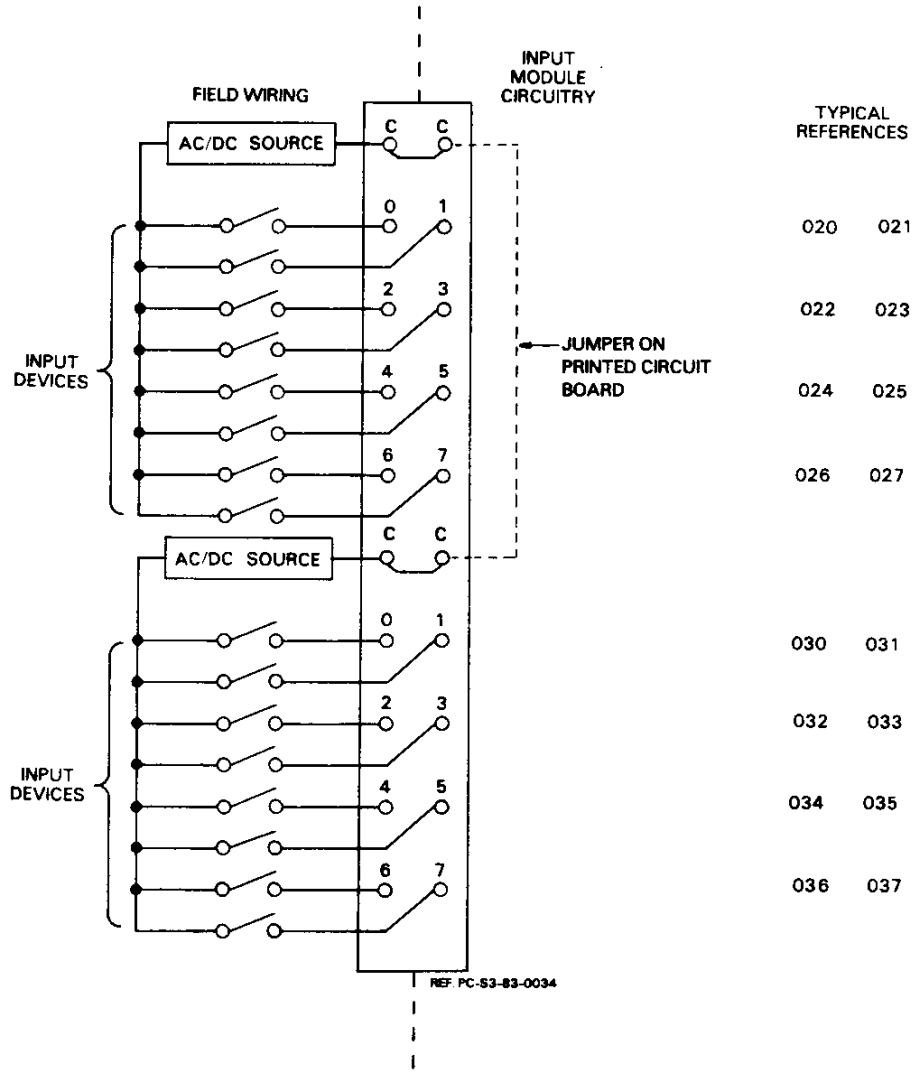 INPUT
MODULE
CIRCUITRY
FIELD WIRING
TYPICAL
REFERENCES
AC/DC SOURCE
C C
0 1
020 021
2 3
022 023
JUMPER ON
PRINTED CIRCUIT
BOARD
INPUT
DEVICES
4 5
024 025
6 7
026 027
C C
AC/DC SOURCE
0 1
030 031
2 3
032 033
INPUT
DEVICES
4 5
034 035
6 7
036 037
REF. PC-S3-83-0034